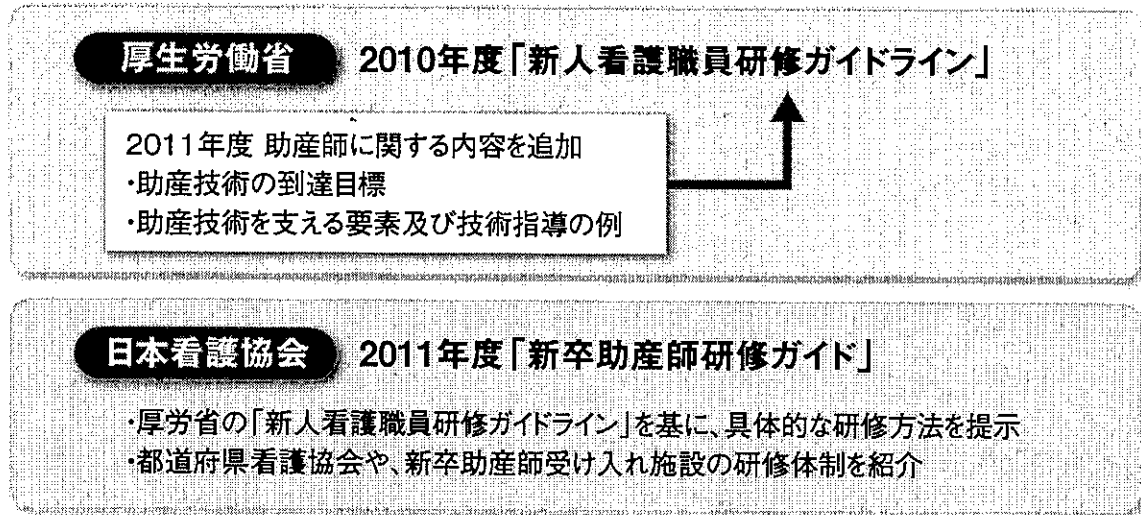 厚生労働省 2010年度「新人看護職員研修ガイドライン」
2011年度 助産師に関する内容を追加
・助産技術の到達目標
・助産技術を支える要素及び技術指導の例
日本看護協会 2011年度「新卒助産師研修ガイド」
・厚労省の「新人看護職員研修ガイドライン」を基に、具体的な研修方法を提示
・都道府県看護協会や、新卒助産師受け入れ施設の研修体制を紹介